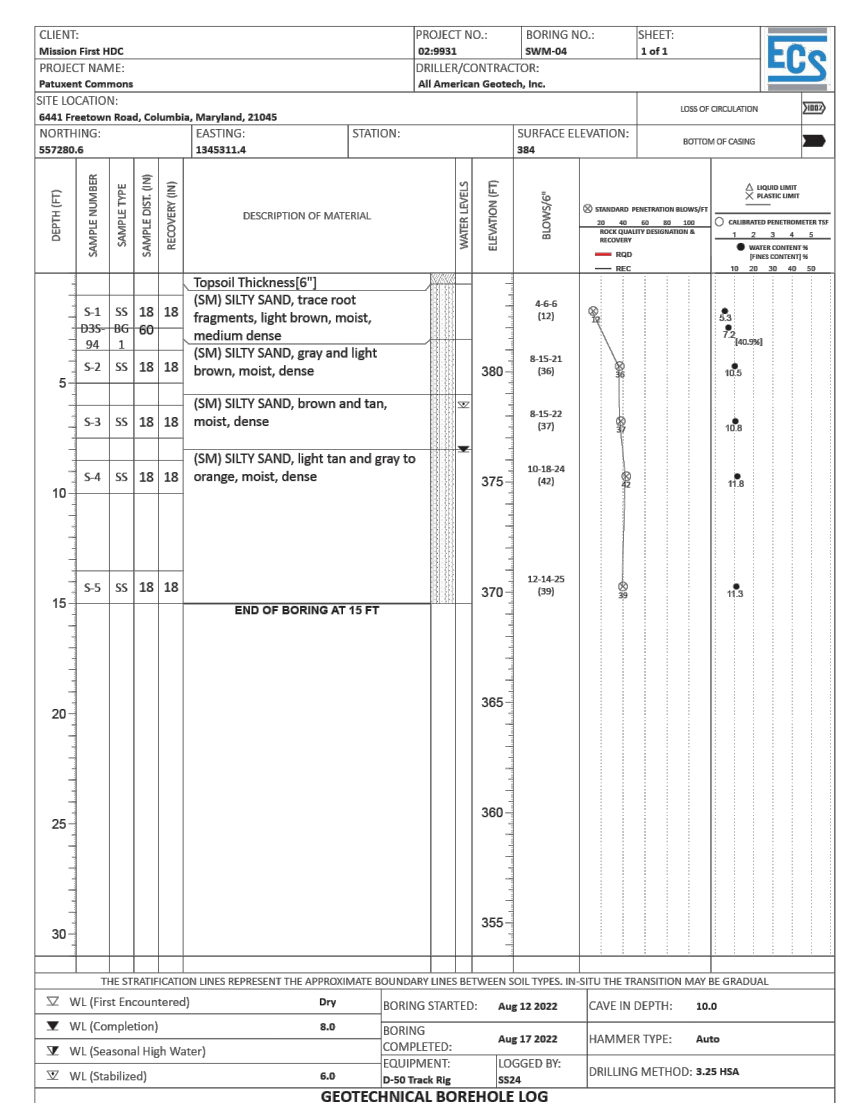 CLIENT:
Mission First HDC
PROJECT NO.:
02:9931
BORING NO.:
SWM-04
SHEET:
1 of 1
ECS
PROJECT NAME:
Patuxent Commons
DRILLER/CONTRACTOR:
All American Geotech, Inc.
SITE LOCATION:
6441 Freetown Road, Columbia, Maryland, 21045
LOSS OF CIRCULATION
NORTHING:
557280.6
EASTING:
1345311.4
STATION:
SURFACE ELEVATION:
384
BOTTOM OF CASING
DEPTH (FT)
SAMPLE NUMBER
SAMPLE TYPE
SAMPLE DIST. (IN)
RECOVERY (IN)
DESCRIPTION OF MATERIAL
WATER LEVELS
ELEVATION (FT)
BLOWS/6"
STANDARD PENETRATION BLOWS/FT
20 40 60 80 100
ROCK QUALITY DESIGNATION &
RECOVERY
RQD
REC
LIQUID LIMIT
PLASTIC LIMIT
CALIBRATED PENETROMETER TSF
1 2 3 4 5
WATER CONTENT %
[FINES CONTENT] %
10 20 30 40 50
Topsoil Thickness[6"]
S-1 SS 18 18
(SM) SILTY SAND, trace root
fragments, light brown, moist,
medium dense
4-6-6
(12)
12
5.3
D3S-
94
BG
1
60
7.2
[40.9%]
S-2 SS 18 18
(SM) SILTY SAND, gray and light
brown, moist, dense
380
8-15-21
(36)
36
10.5
5
S-3 SS 18 18
(SM) SILTY SAND, brown and tan,
moist, dense
8-15-22
(37)
37
10.8
S-4 SS 18 18
(SM) SILTY SAND, light tan and gray to
orange, moist, dense
375
10-18-24
(42)
42
11.8
10
S-5 SS 18 18
370
12-14-25
(39)
39
11.3
15
END OF BORING AT 15 FT
365
20
360
25
355
30
THE STRATIFICATION LINES REPRESENT THE APPROXIMATE BOUNDARY LINES BETWEEN SOIL TYPES. IN-SITU THE TRANSITION MAY BE GRADUAL
WL (First Encountered) Dry
BORING STARTED: Aug 12 2022
CAVE IN DEPTH: 10.0
WL (Completion) 8.0
BORING
COMPLETED: Aug 17 2022
HAMMER TYPE: Auto
WL (Seasonal High Water)
EQUIPMENT:
D-50 Track Rig
LOGGED BY:
SS24
DRILLING METHOD: 3.25 HSA
WL (Stabilized) 6.0
GEOTECHNICAL BOREHOLE LOG